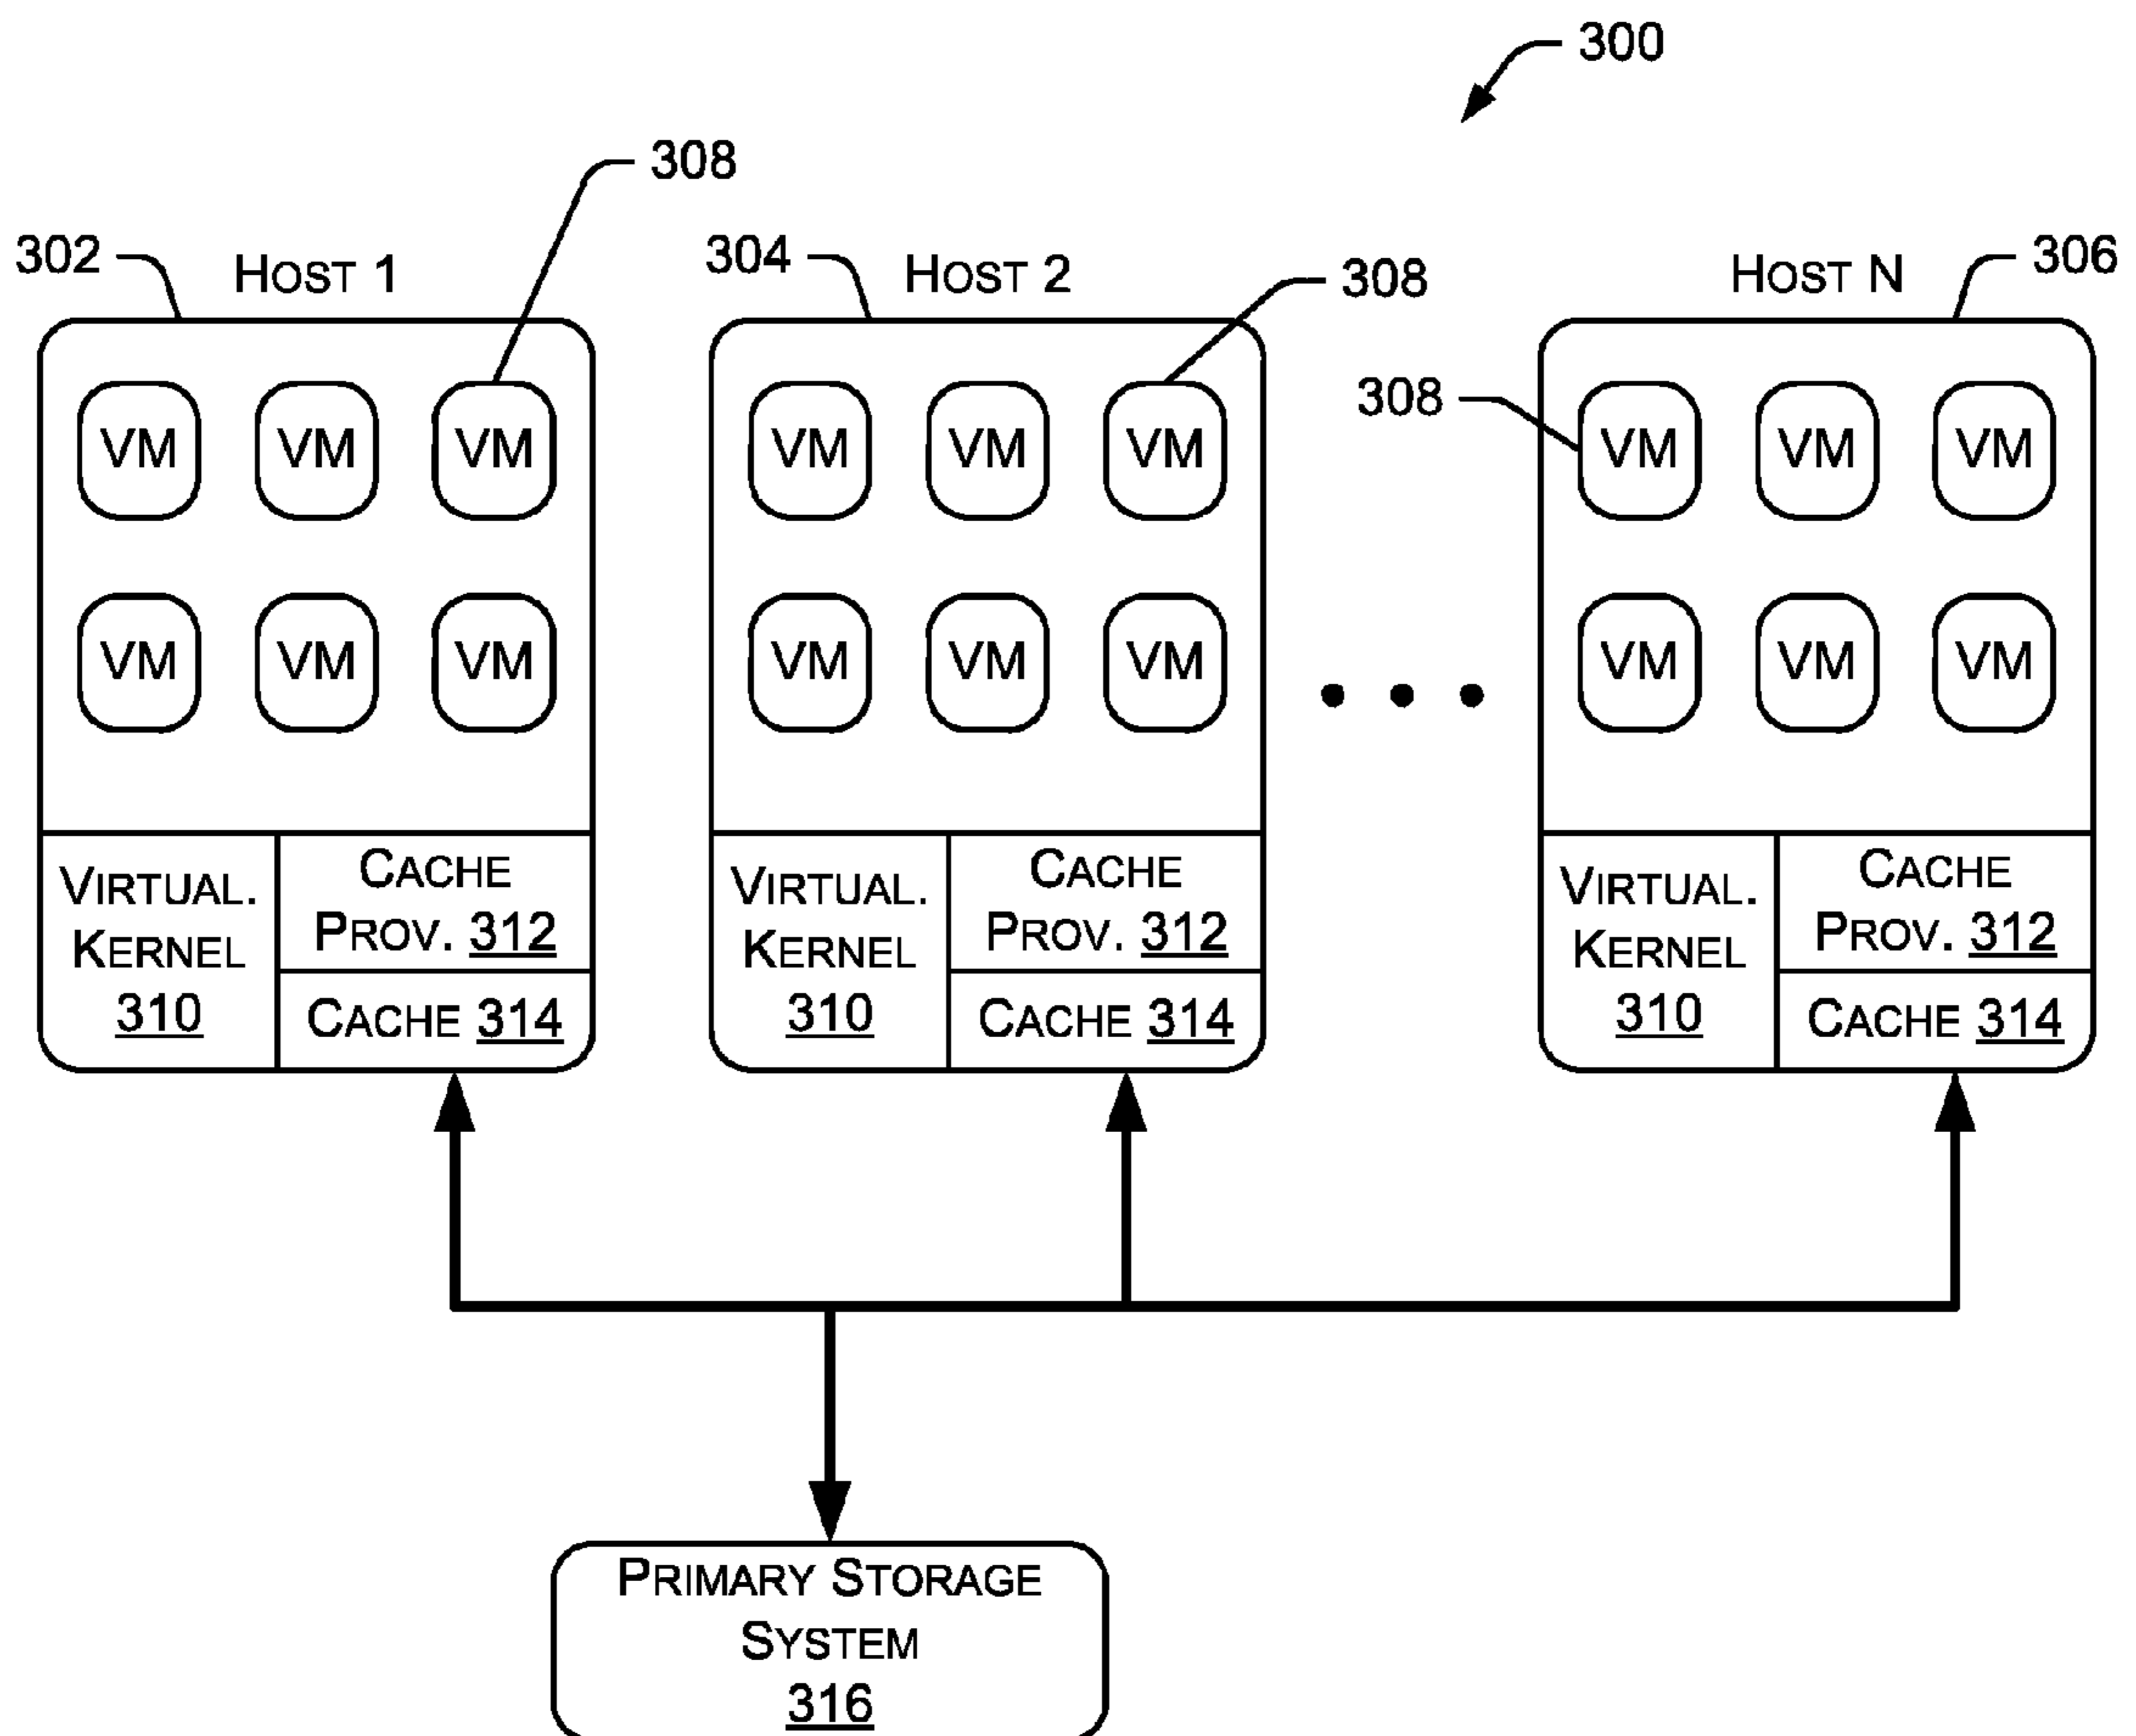 300
308
302 HOST 1
304 HOST 2
308
HOST N 306
308
VM VM VM VM VM VM VM VM VM
VM VM VM VM VM VM VM VM VM
VIRTUAL. KERNEL 310
CACHE PROV. 312
CACHE 314
VIRTUAL. KERNEL 310
CACHE PROV. 312
CACHE 314
VIRTUAL. KERNEL 310
CACHE PROV. 312
CACHE 314
PRIMARY STORAGE
SYSTEM
316